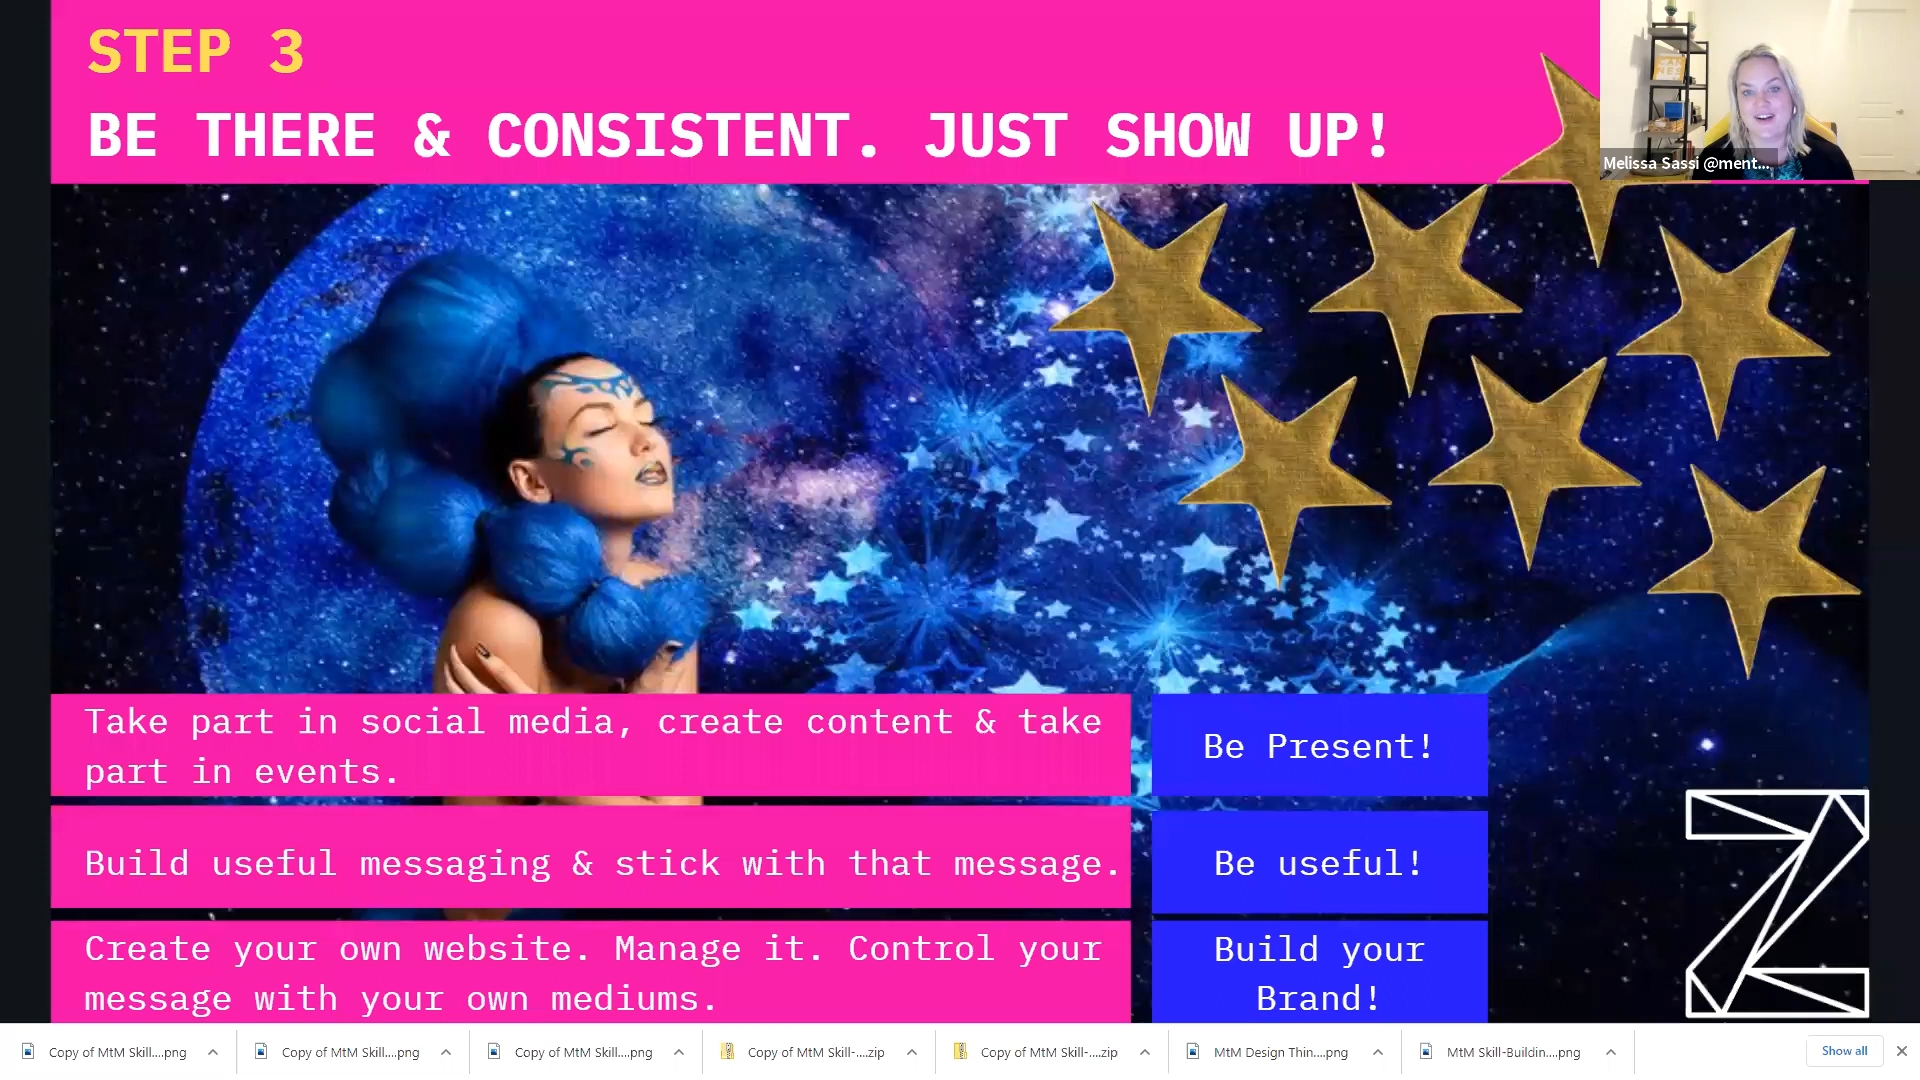 STEP 3
BE THERE & CONSISTENT. JUST SHOW UP!
Melissa Sassi @ment...
Take part in social media, create content & take
part in events.
Be Present!
Build useful messaging & stick with that message.
Be useful!
Create your own website. Manage it. Control your
message with your own mediums.
Build your
Brand!
Copy of MtM Skill....png
Copy of MtM Skill....png
Copy of MtM Skill....png
Copy of MtM Skill-....zip
Copy of MtM Skill-....zip
MtM Design Thin....png
MtM Skill-Buildin....png
Show all